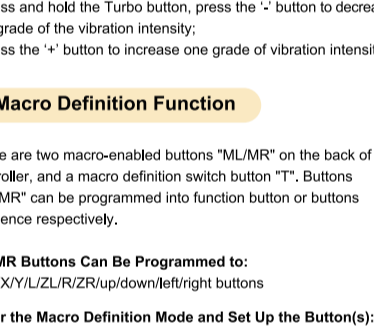 ss and hold the Turbo button, press the '-' button to decrea
grade of the vibration intensity;
ss the '+' button to increase one grade of vibration intensit
Macro Definition Function
e are two macro-enabled buttons "ML/MR" on the back of
roller, and a macro definition switch button "T". Buttons
MR" can be programmed into function button or buttons
ence respectively.
MR Buttons Can Be Programmed to:
X/Y/L/ZL/R/ZR/up/down/left/right buttons
r the Macro Definition Mode and Set Up the Button(s):